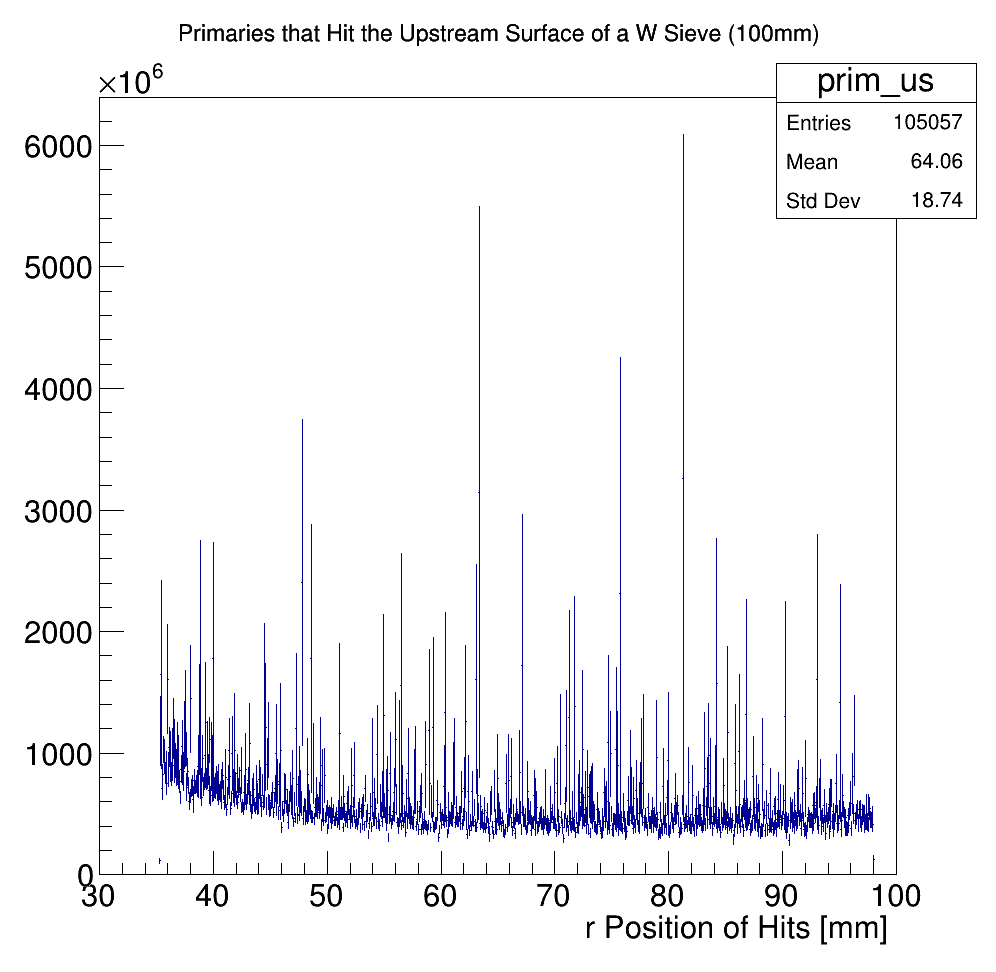 Primaries that Hit the Upstream Surface of a W Sieve (100mm)
×10⁶
prim_us
Entries 105057
Mean 64.06
Std Dev 18.74
6000
5000
4000
3000
2000
1000
0
30 40 50 60 70 80 90 100
r Position of Hits [mm]